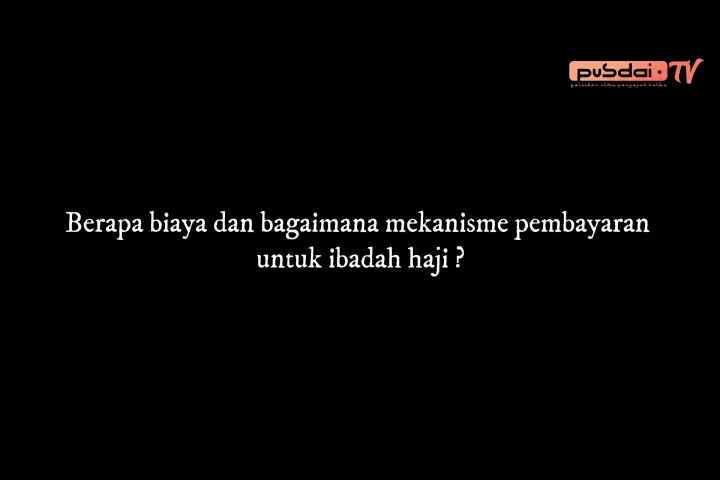 pusdai TV
Berapa biaya dan bagaimana mekanisme pembayaran
untuk ibadah haji ?